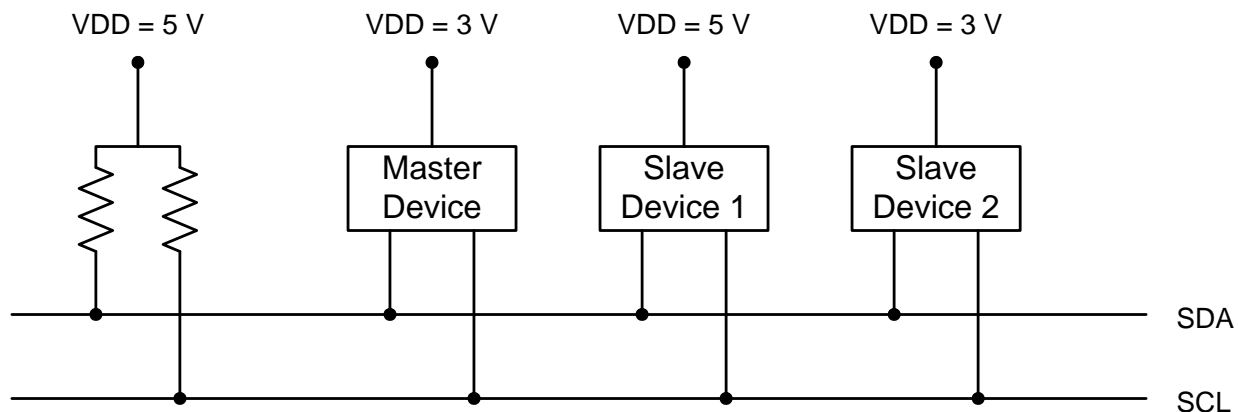 VDD = 5 V
VDD = 3 V
VDD = 5 V
VDD = 3 V
Master
Device
Slave
Device 1
Slave
Device 2
SDA
SCL